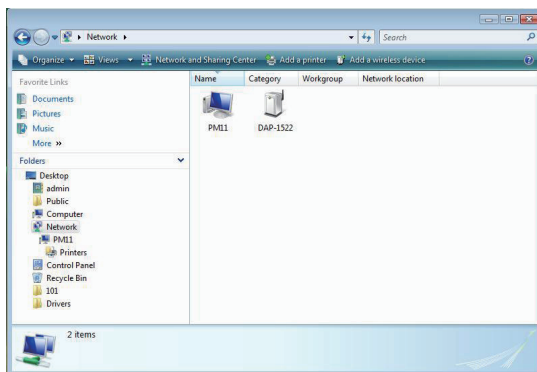 Network
Search
Organize Views Network and Sharing Center Add a printer Add a wireless device
Favorite Links
Documents
Pictures
Music
More »
Folders
Desktop
admin
Public
Computer
Network
PM11
Printers
Control Panel
Recycle Bin
101
Drivers
Name Category Workgroup Network location
PM11 DAP-1522
2 items